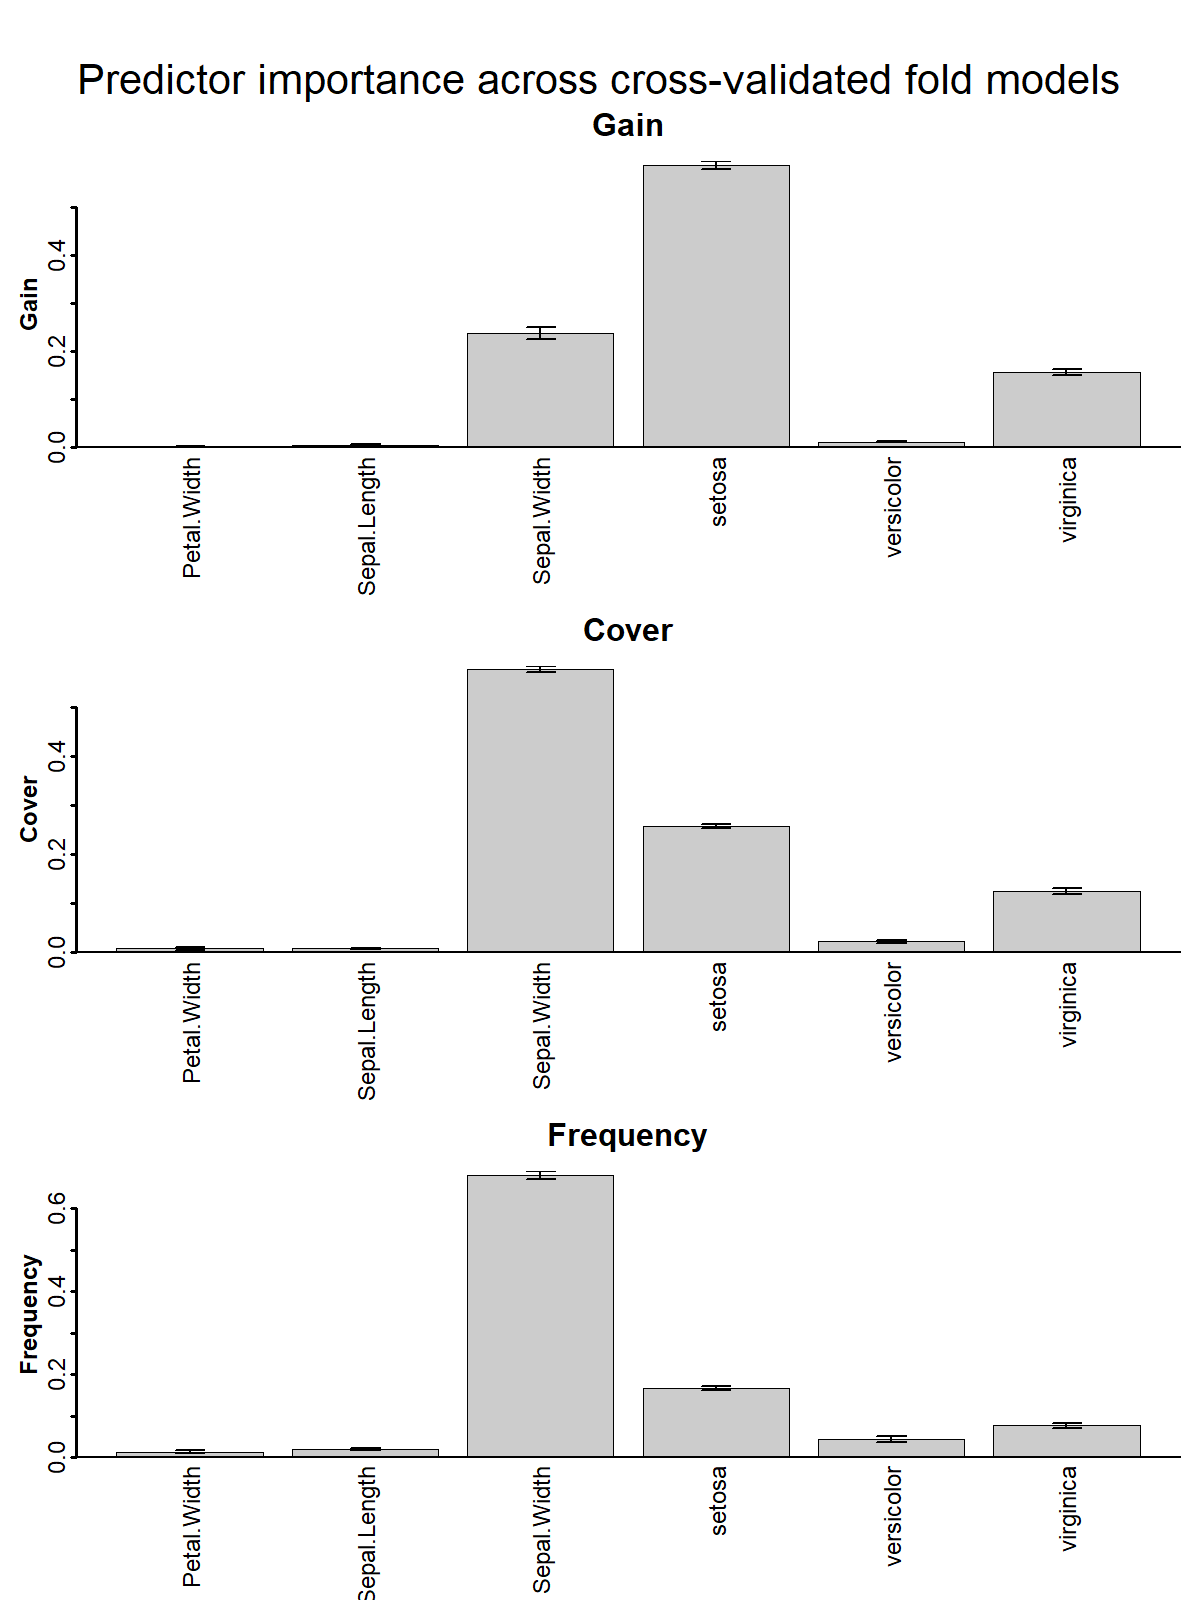 Predictor importance across cross-validated fold models
Gain
Gain
0.0
0.2
0.4
Petal.Width
Sepal.Length
Sepal.Width
setosa
versicolor
virginica
Cover
Cover
0.0
0.2
0.4
Petal.Width
Sepal.Length
Sepal.Width
setosa
versicolor
virginica
Frequency
Frequency
0.0
0.2
0.4
0.6
Petal.Width
Sepal.Length
Sepal.Width
setosa
versicolor
virginica